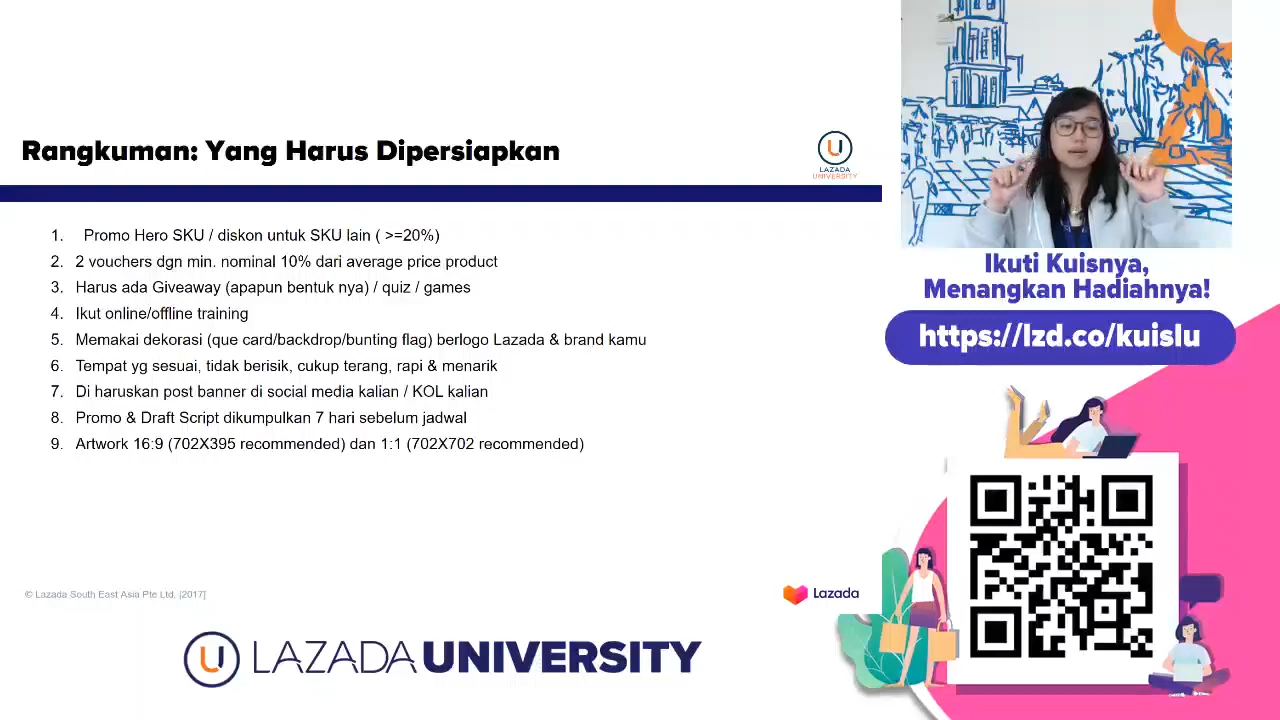 Rangkuman: Yang Harus Dipersiapkan
LAZADA
UNIVERSITY
1. Promo Hero SKU / diskon untuk SKU lain ( >=20%)
2. 2 vouchers dgn min. nominal 10% dari average price product
3. Harus ada Giveaway (apapun bentuk nya) / quiz / games
4. Ikut online/offline training
5. Memakai dekorasi (que card/backdrop/bunting flag) berlogo Lazada & brand kamu
6. Tempat yg sesuai, tidak berisik, cukup terang, rapi & menarik
7. Di haruskan post banner di social media kalian / KOL kalian
8. Promo & Draft Script dikumpulkan 7 hari sebelum jadwal
9. Artwork 16:9 (702X395 recommended) dan 1:1 (702X702 recommended)
© Lazada South East Asia Pte Ltd. |2017]
Lazada
LAZADA UNIVERSITY
Ikuti Kuisnya,
Menangkan Hadiahnya!
https://lzd.co/kuislu